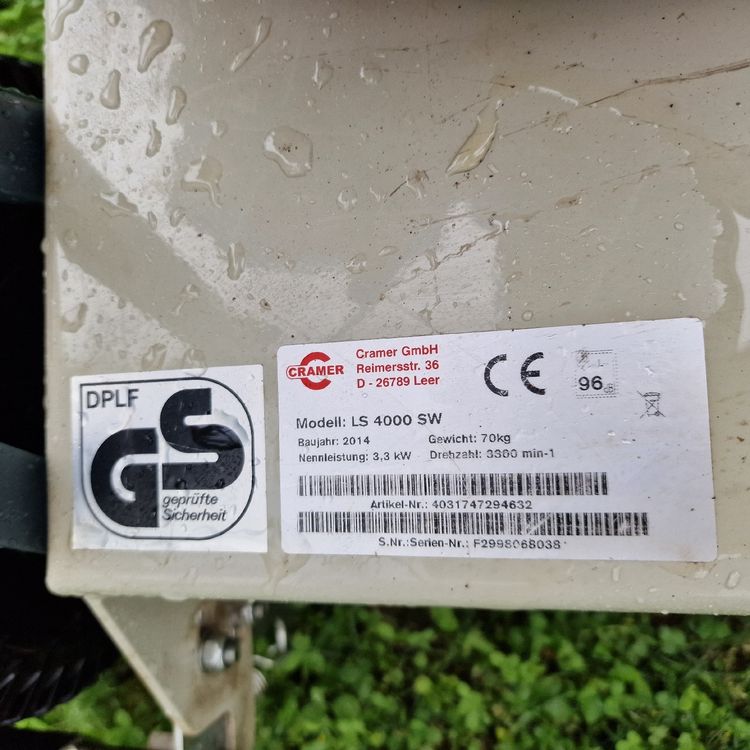 DPLF
GS
geprüfte
Sicherheit
CRAMER
Cramer GmbH
Reimersstr. 36
D - 26789 Leer
CE
96
Modell: LS 4000 SW
Baujahr: 2014 Gewicht: 70kg
Nennleistung: 3,3 kW Drehzahl: 3300 min-1
Artikel-Nr.: 4031747294632
S.Nr.:Serien-Nr.: F2998068038